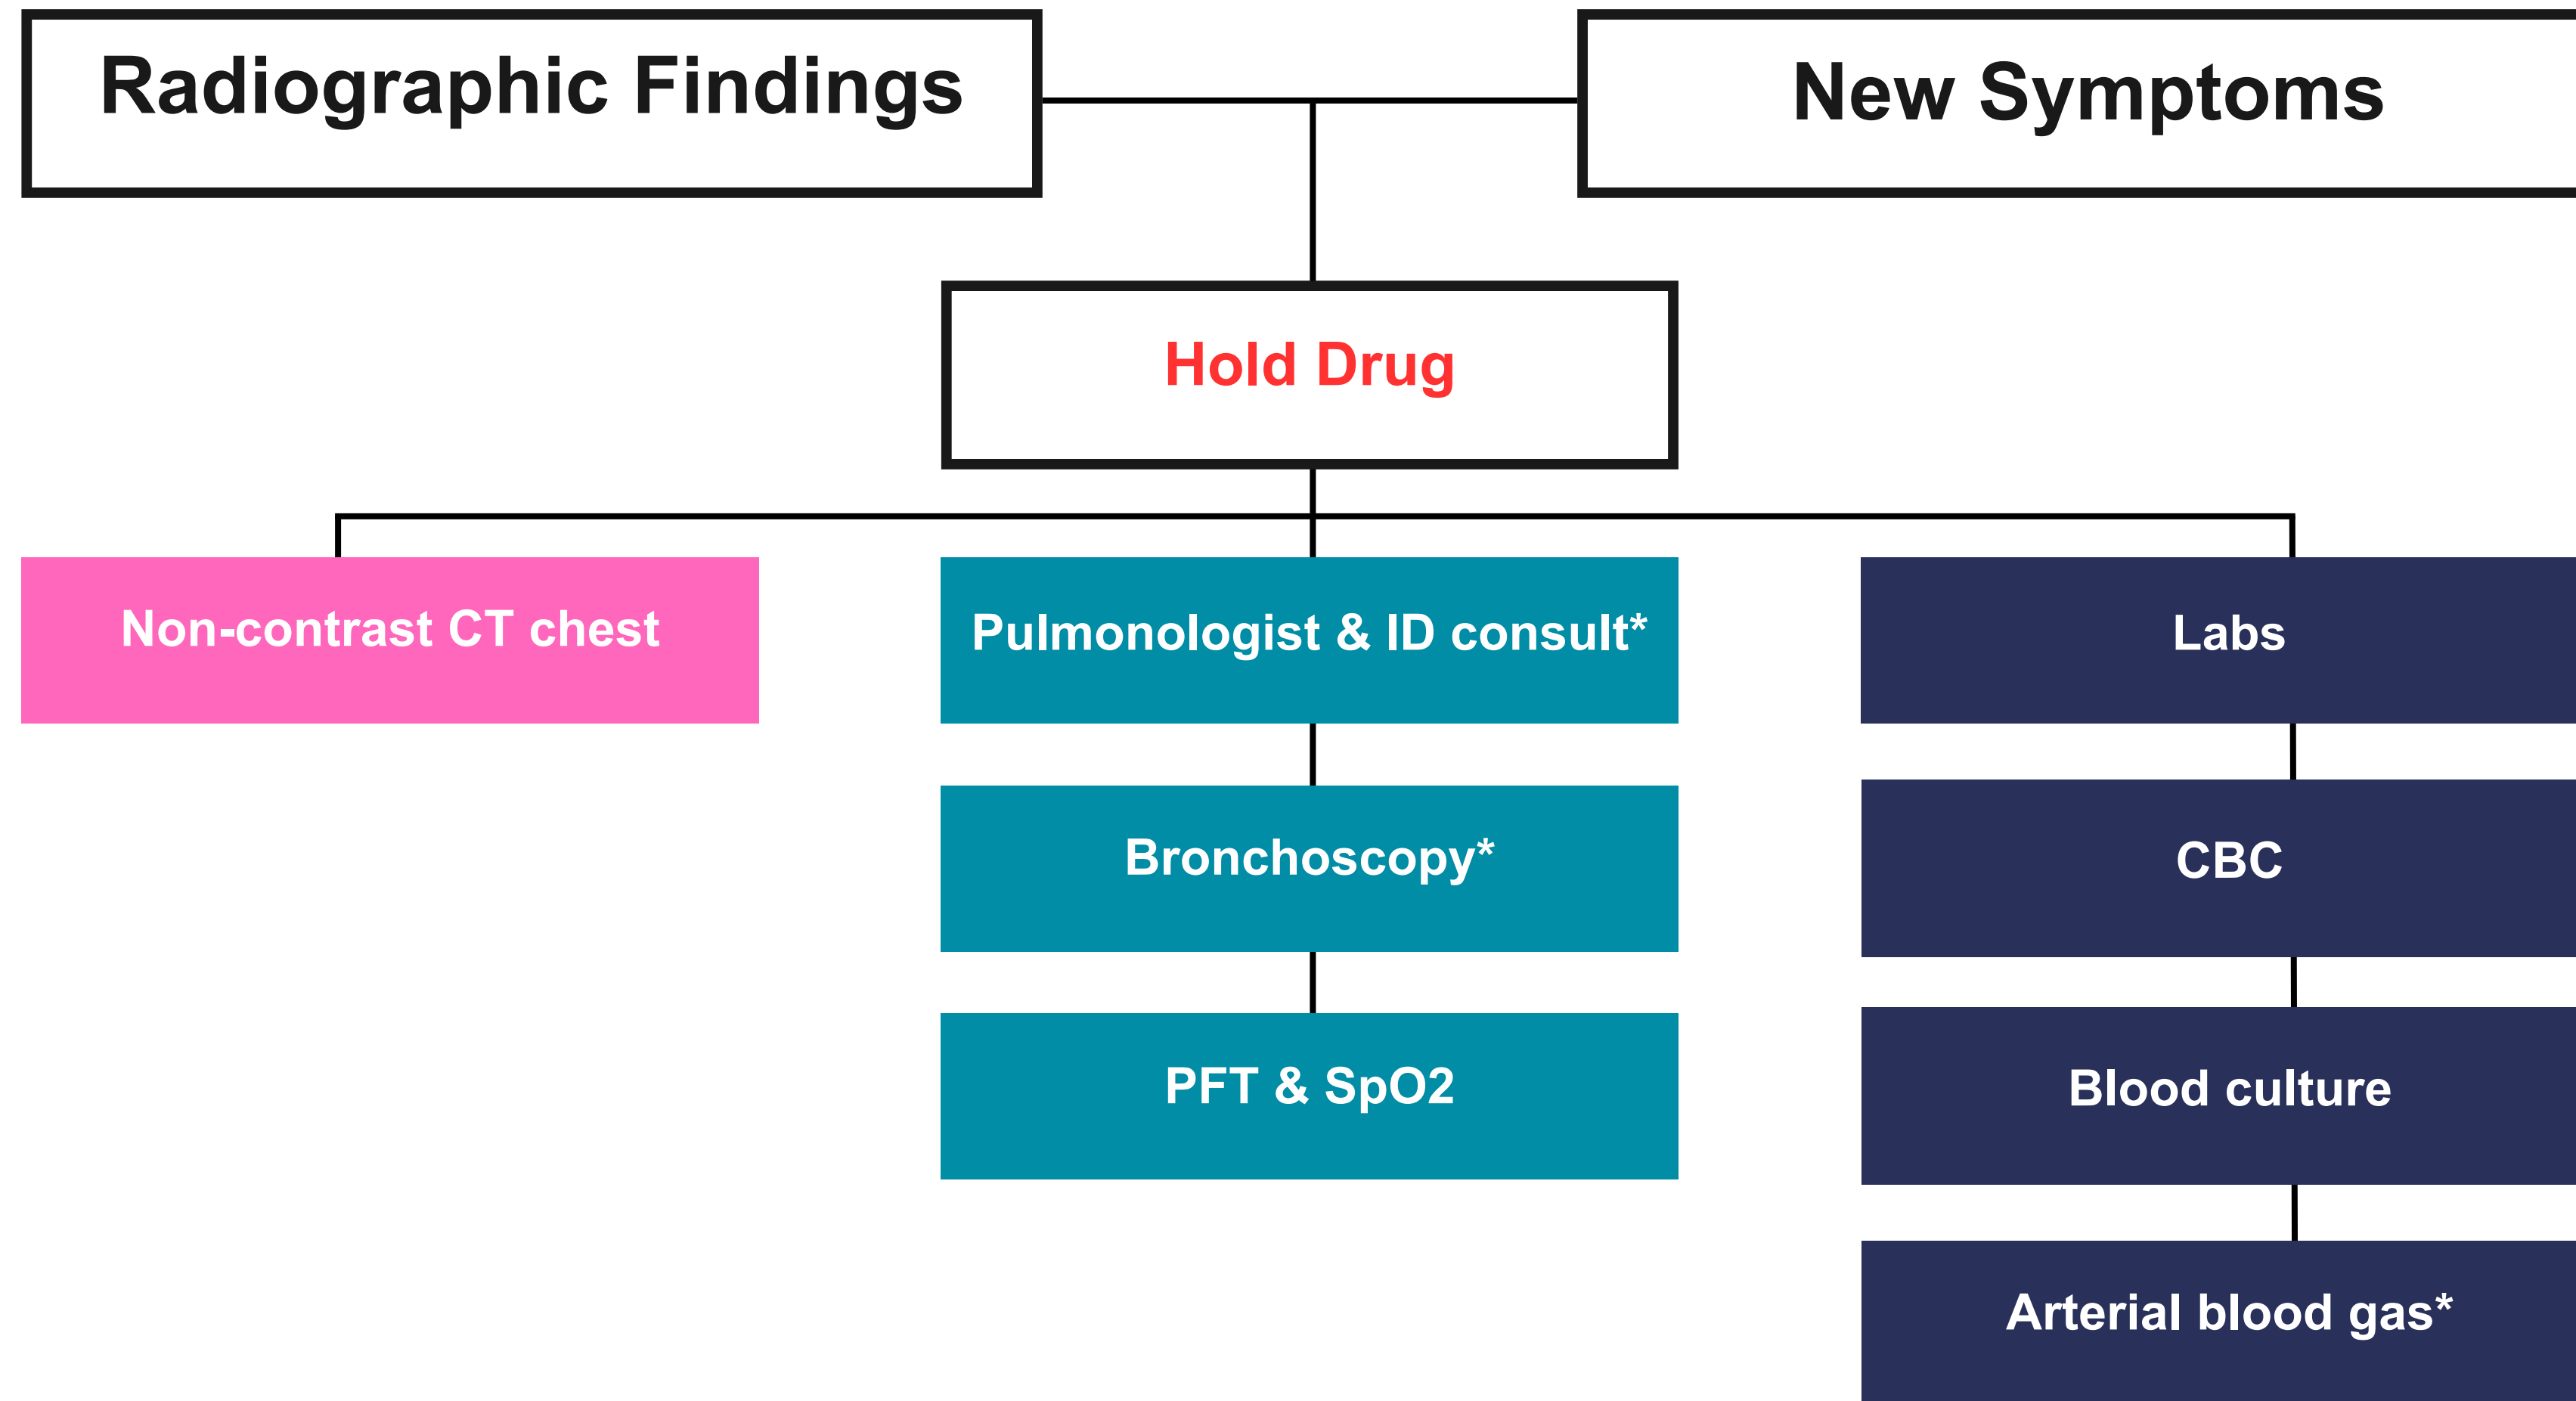 Radiographic Findings
New Symptoms
Hold Drug
Non-contrast CT chest
Pulmonologist & ID consult*
Labs
Bronchoscopy*
CBC
PFT & SpO2
Blood culture
Arterial blood gas*